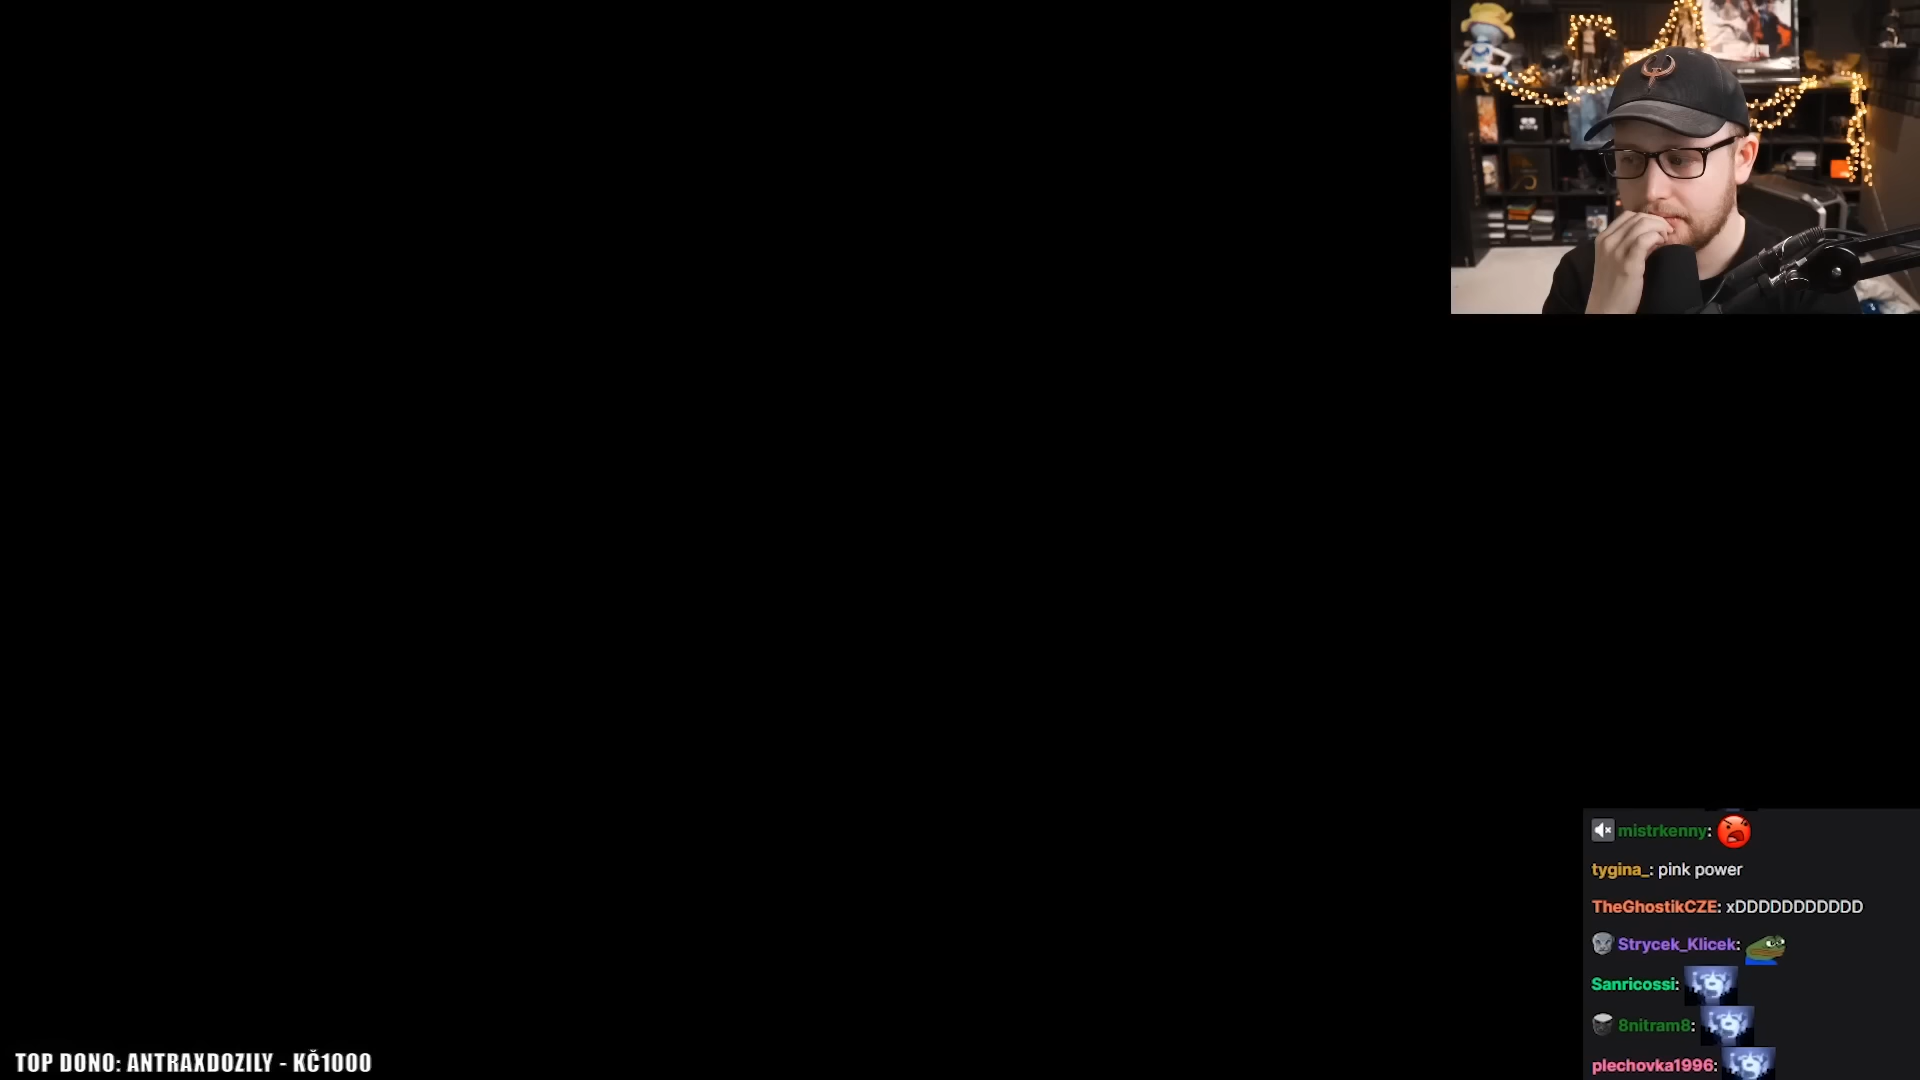 mistrkenny:
tygina_: pink power
TheGhostikCZE: xDDDDDDDDDDD
Strycek_Klicek:
Sanricossi:
8nitram8:
plechovka1996:
TOP DONO: ANTRAXDOZILY - KČ1000